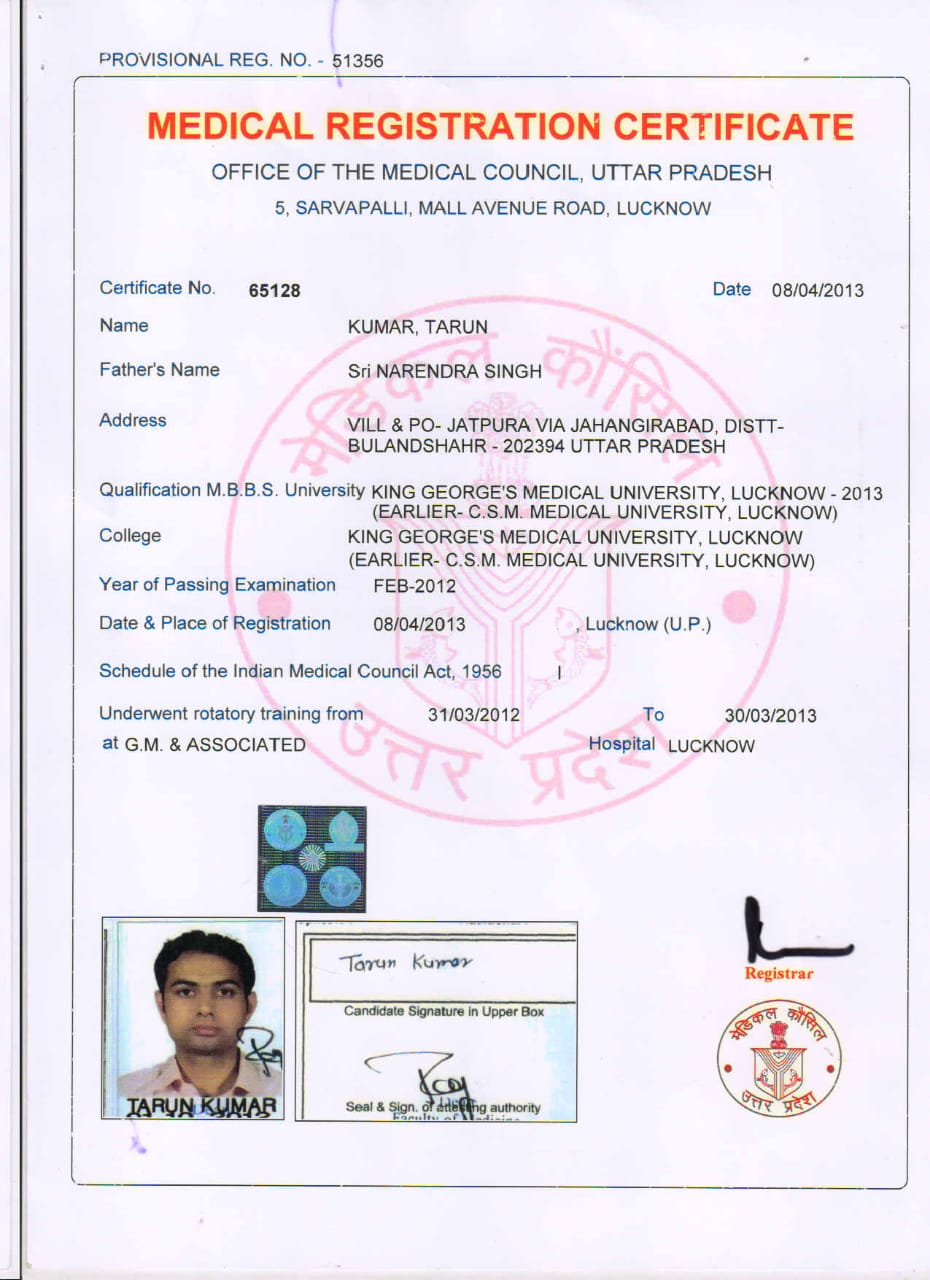 PROVISIONAL REG. NO. - 51356
MEDICAL REGISTRATION CERTIFICATE
OFFICE OF THE MEDICAL COUNCIL, UTTAR PRADESH
5, SARVAPALLI, MALL AVENUE ROAD, LUCKNOW
Certificate No. 65128 Date 08/04/2013
Name KUMAR, TARUN
Father's Name Sri NARENDRA SINGH
Address VILL & PO- JATPURA VIA JAHANGIRABAD, DISTT-
BULANDSHAHR - 202394 UTTAR PRADESH
Qualification M.B.B.S. University KING GEORGE'S MEDICAL UNIVERSITY, LUCKNOW - 2013
(EARLIER- C.S.M. MEDICAL UNIVERSITY, LUCKNOW)
College KING GEORGE'S MEDICAL UNIVERSITY, LUCKNOW
(EARLIER- C.S.M. MEDICAL UNIVERSITY, LUCKNOW)
Year of Passing Examination FEB-2012
Date & Place of Registration 08/04/2013 , Lucknow (U.P.)
Schedule of the Indian Medical Council Act, 1956 I
Underwent rotatory training from 31/03/2012 To 30/03/2013
at G.M. & ASSOCIATED Hospital LUCKNOW
मेडिकल कौंसिल
उत्तर प्रदेश
Tarun Kumar
Candidate Signature in Upper Box
Seal & Sign. of attesting authority
Faculty of Medicine
TARUN KUMAR
Registrar
मेडिकल कौंसिल
उत्तर प्रदेश